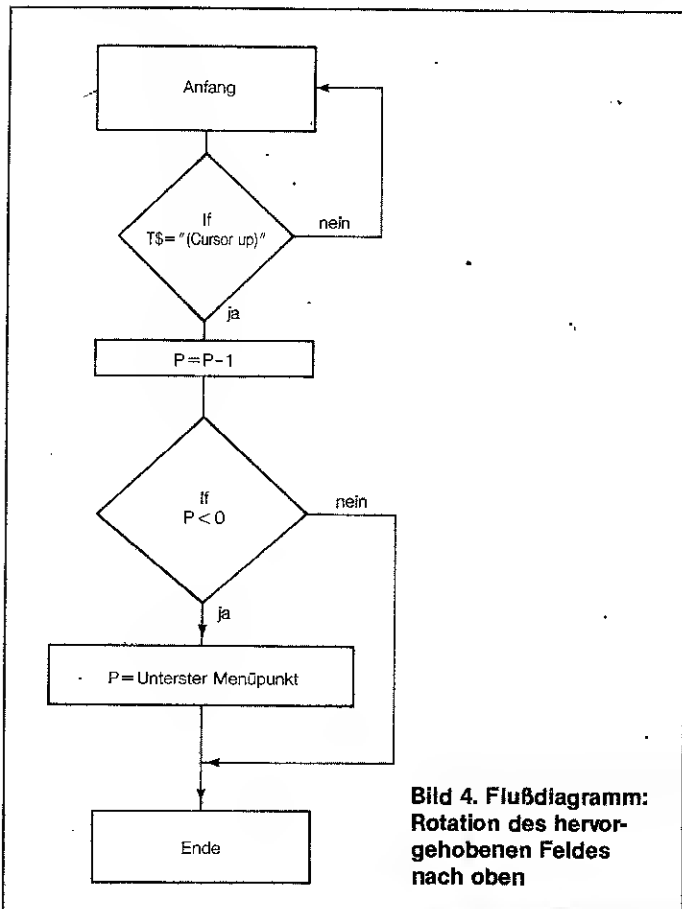 Anfang
If
T$="(Cursor up)"
nein
ja
P=P-1
If
P<0
nein
ja
P=Unterster Menüpunkt
Ende
Bild 4. Flußdiagramm:
Rotation des hervor-
gehobenen Feldes
nach oben